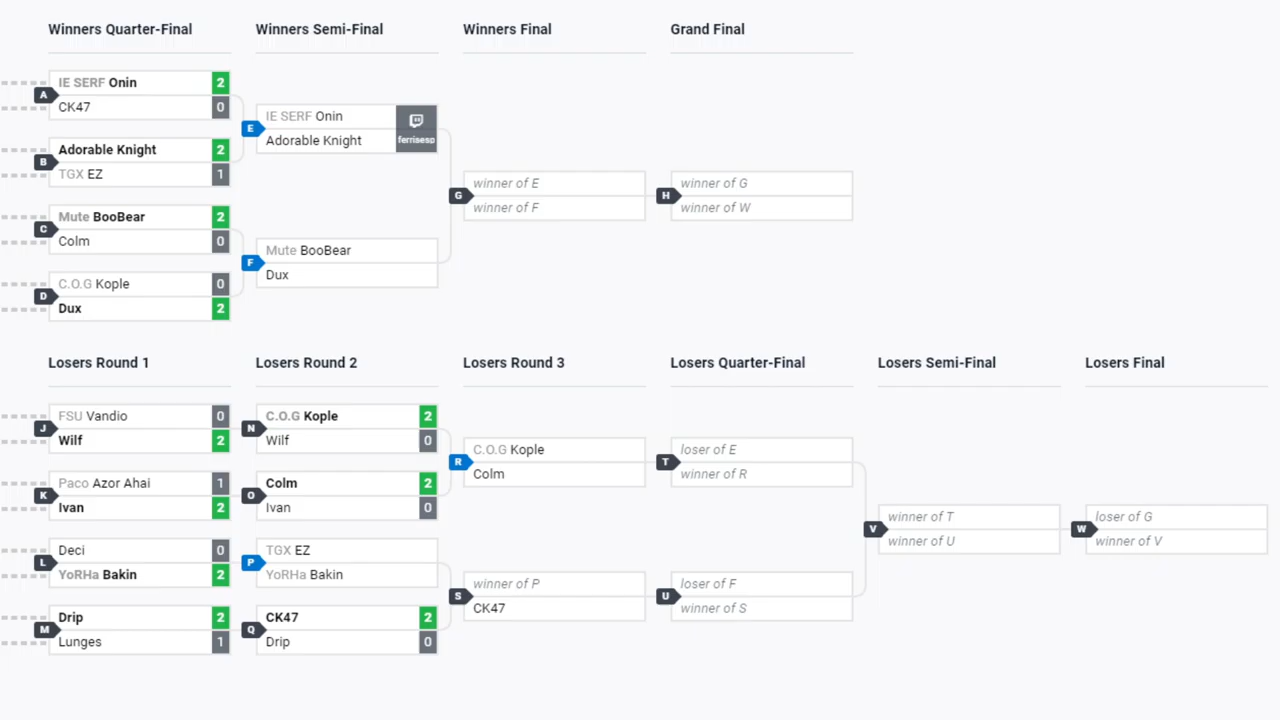 Winners Quarter-Final
Winners Semi-Final
Winners Final
Grand Final
A
IE SERF Onin 2
CK47 0
B
Adorable Knight 2
TGX EZ 1
C
Mute BooBear 2
Colm 0
D
C.O.G Kople 0
Dux 2
E
IE SERF Onin
Adorable Knight
ferrisesp
F
Mute BooBear
Dux
G
winner of E
winner of F
H
winner of G
winner of W
Losers Round 1
Losers Round 2
Losers Round 3
Losers Quarter-Final
Losers Semi-Final
Losers Final
J
FSU Vandio 0
Wilf 2
K
Paco Azor Ahai 1
Ivan 2
L
Deci 0
YoRHa Bakin 2
M
Drip 2
Lunges 1
N
C.O.G Kople 2
Wilf 0
O
Colm 2
Ivan 0
P
TGX EZ
YoRHa Bakin
Q
CK47 2
Drip 0
R
C.O.G Kople
Colm
S
winner of P
CK47
T
loser of E
winner of R
U
loser of F
winner of S
V
winner of T
winner of U
W
loser of G
winner of V